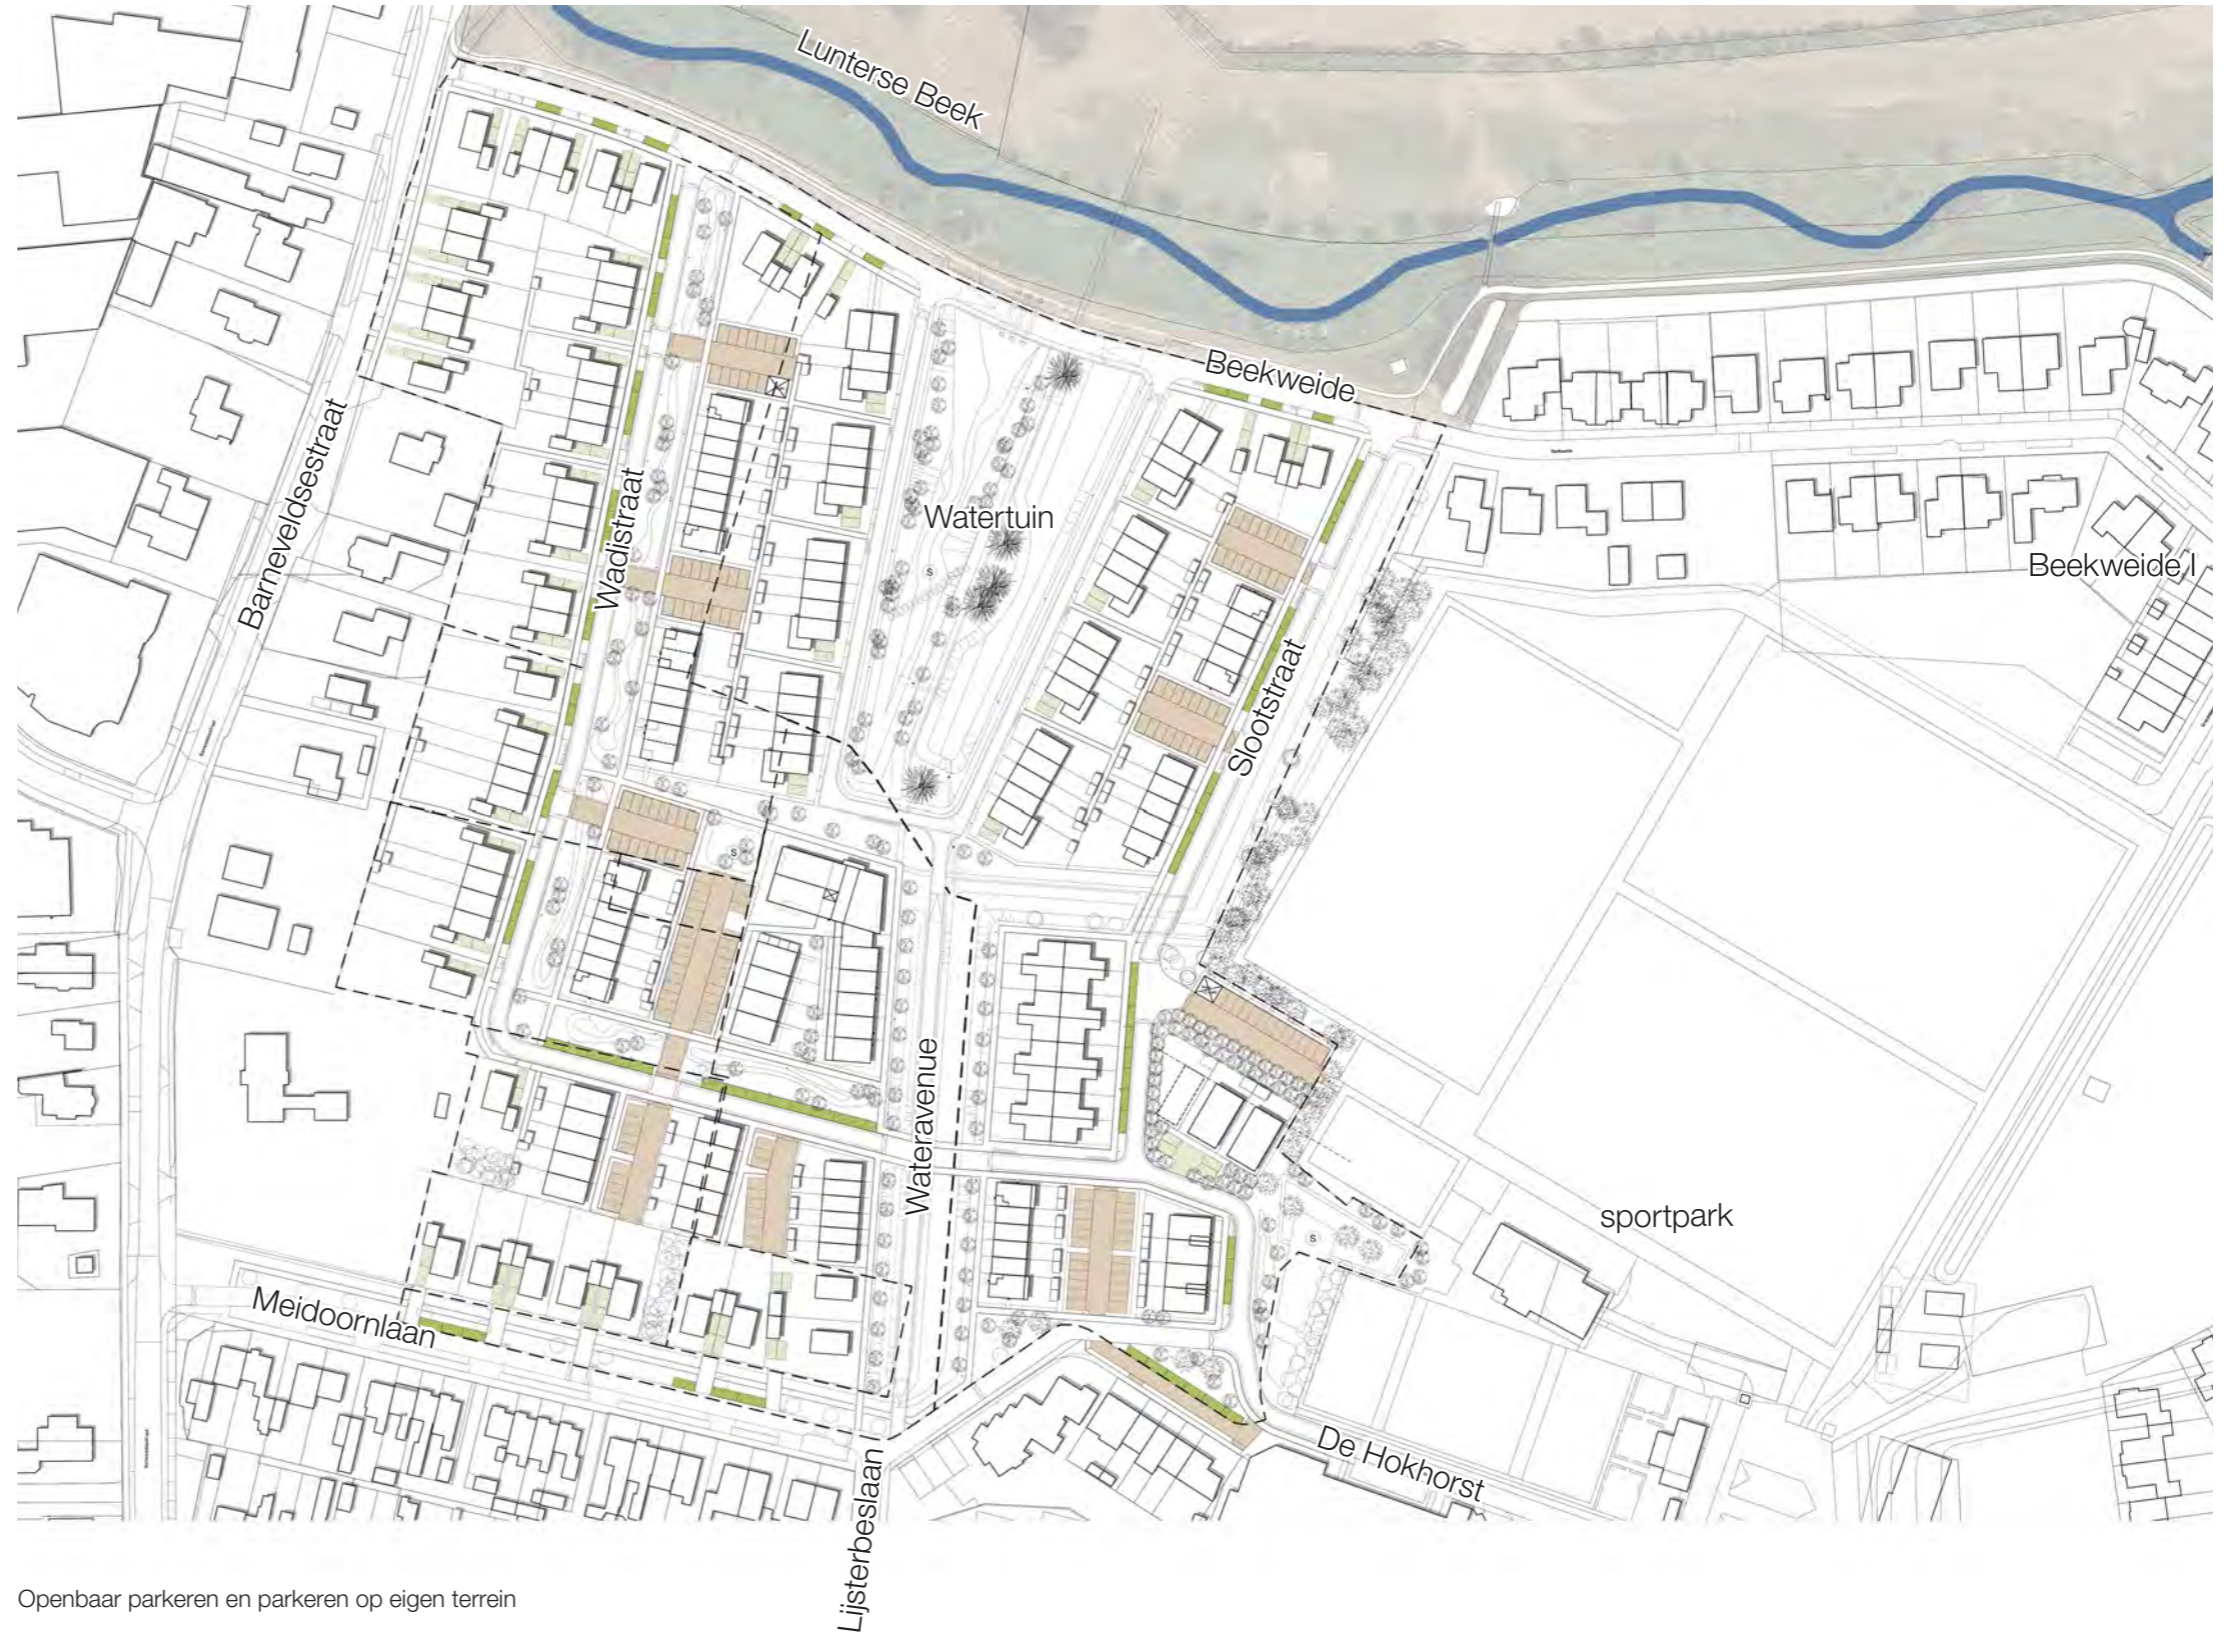 Lunterse Beek
Beekweide
Barneveldsestraat
Wadistraat
Watertuin
S
Beekweide I
Slootstraat
S
Wateravenue
sportpark
S
Meidoornlaan
De Hokhorst
Lijsterbeslaan
Openbaar parkeren en parkeren op eigen terrein